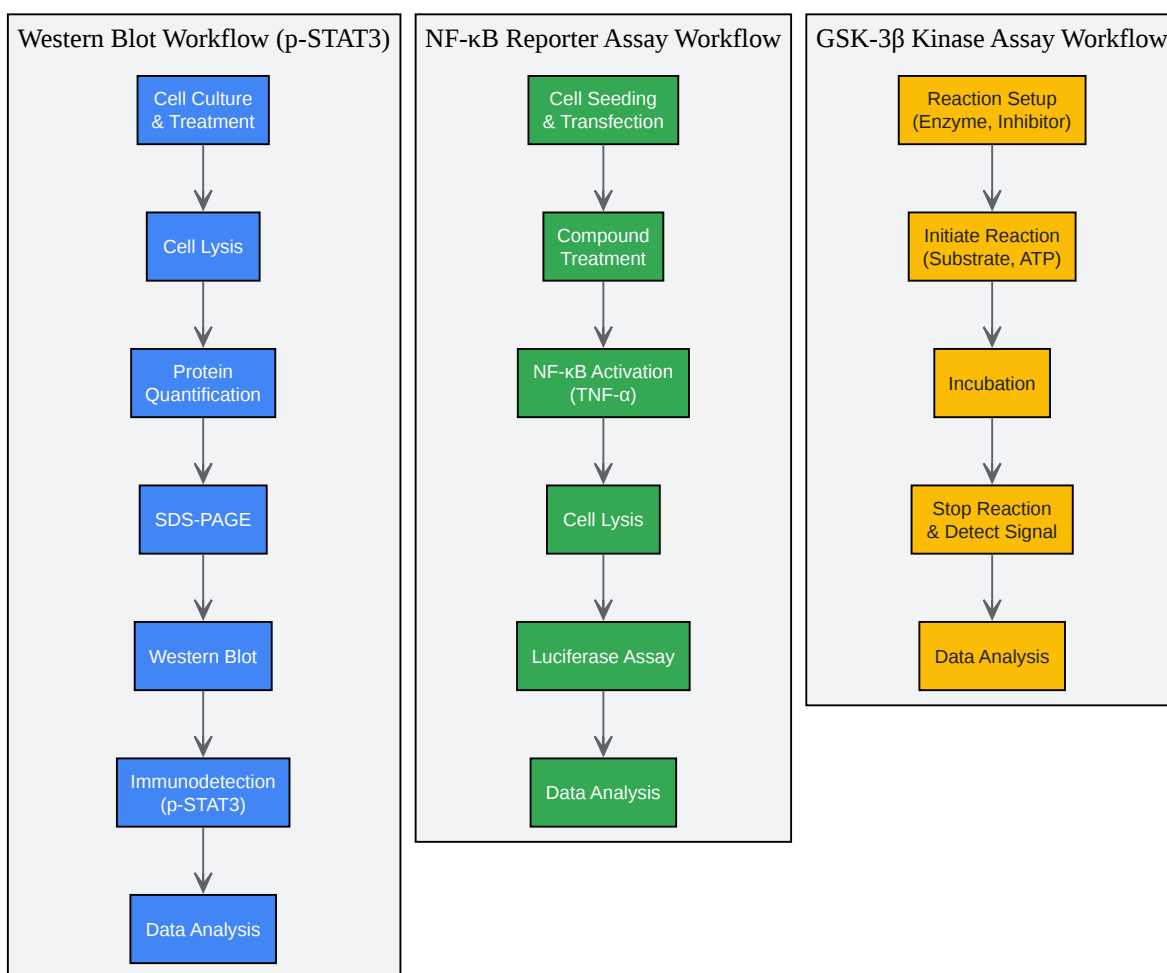 Western Blot Workflow (p-STAT3)
Cell Culture
& Treatment
Cell Lysis
Protein
Quantification
SDS-PAGE
Western Blot
Immunodetection
(p-STAT3)
Data Analysis
NF-κB Reporter Assay Workflow
Cell Seeding
& Transfection
Compound
Treatment
NF-κB Activation
(TNF-α)
Cell Lysis
Luciferase Assay
Data Analysis
GSK-3β Kinase Assay Workflow
Reaction Setup
(Enzyme, Inhibitor)
Initiate Reaction
(Substrate, ATP)
Incubation
Stop Reaction
& Detect Signal
Data Analysis